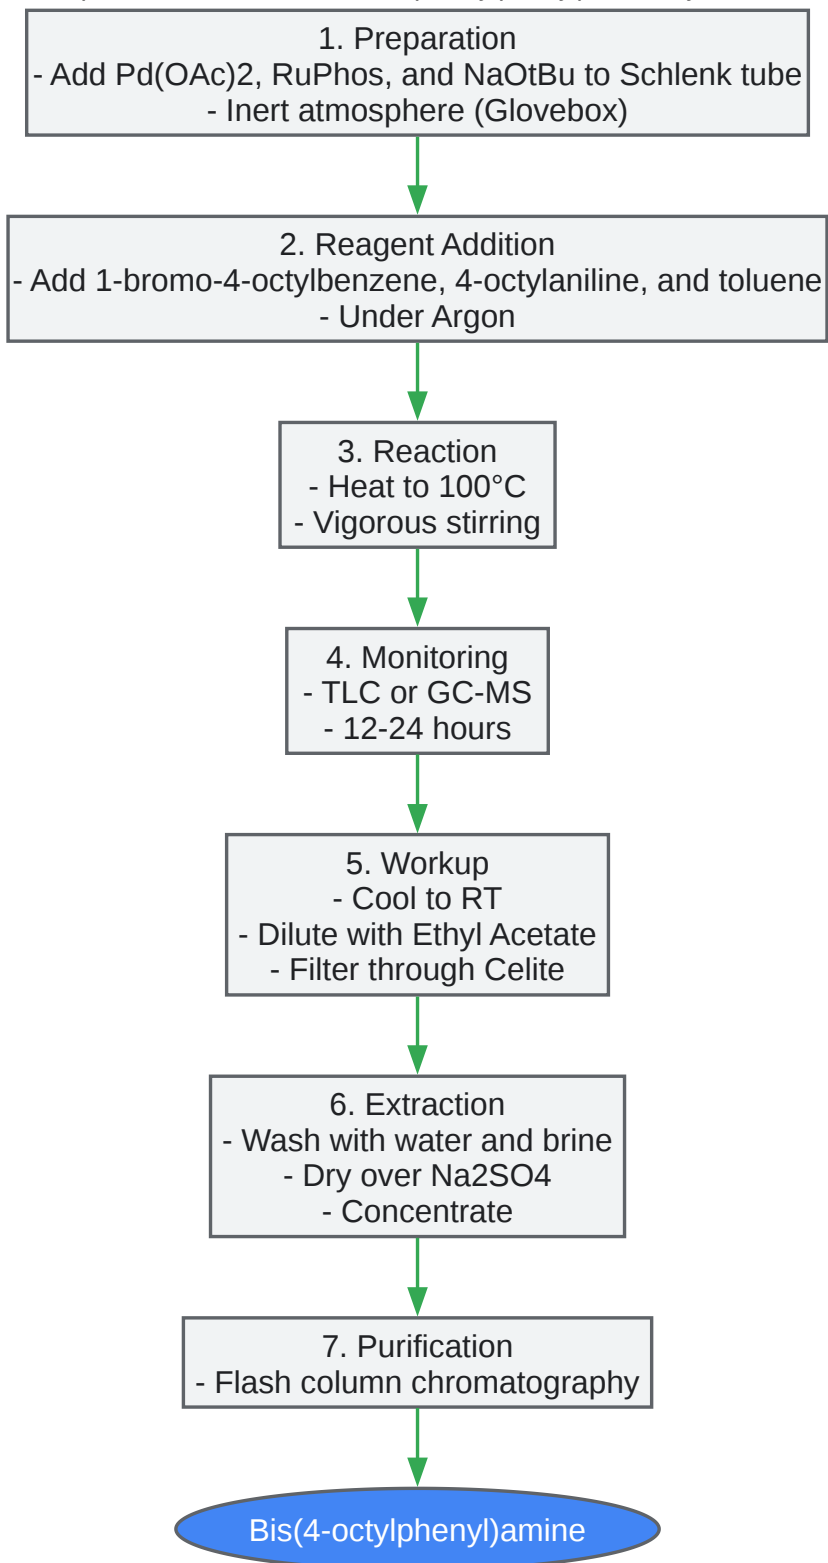 1. Preparation
- Add Pd(OAc)2, RuPhos, and NaOtBu to Schlenk tube
- Inert atmosphere (Glovebox)
2. Reagent Addition
- Add 1-bromo-4-octylbenzene, 4-octylaniline, and toluene
- Under Argon
3. Reaction
- Heat to 100°C
- Vigorous stirring
4. Monitoring
- TLC or GC-MS
- 12-24 hours
5. Workup
- Cool to RT
- Dilute with Ethyl Acetate
- Filter through Celite
6. Extraction
- Wash with water and brine
- Dry over Na2SO4
- Concentrate
7. Purification
- Flash column chromatography
Bis(4-octylphenyl)amine